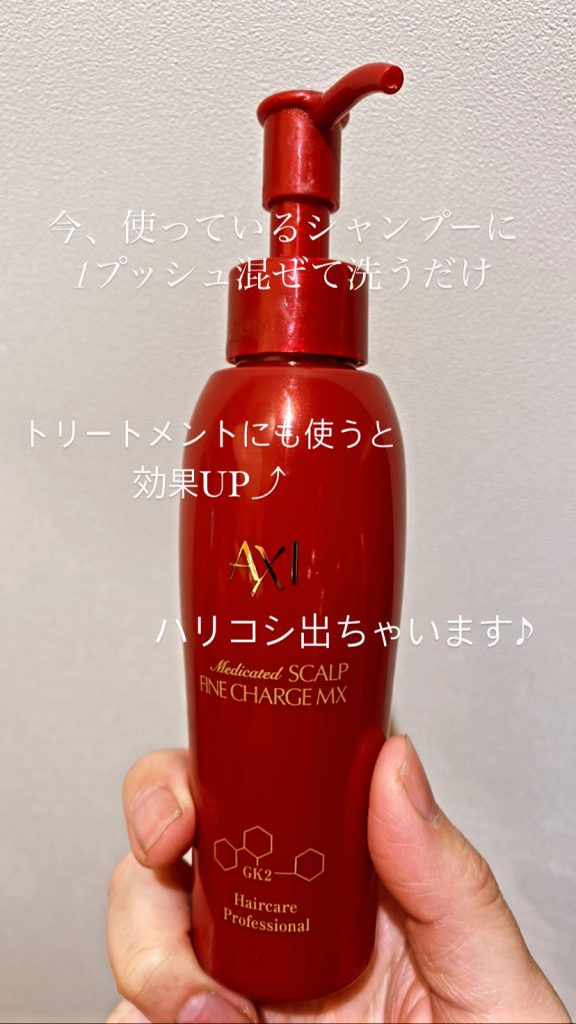 今、使っているシャンプーに
1プッシュ混ぜて洗うだけ
トリートメントにも使うと
効果UP⤴
AXI
ハリコシ出ちゃいます♪
Medicated SCALP
FINE CHARGE MX
GK2
Haircare
Professional